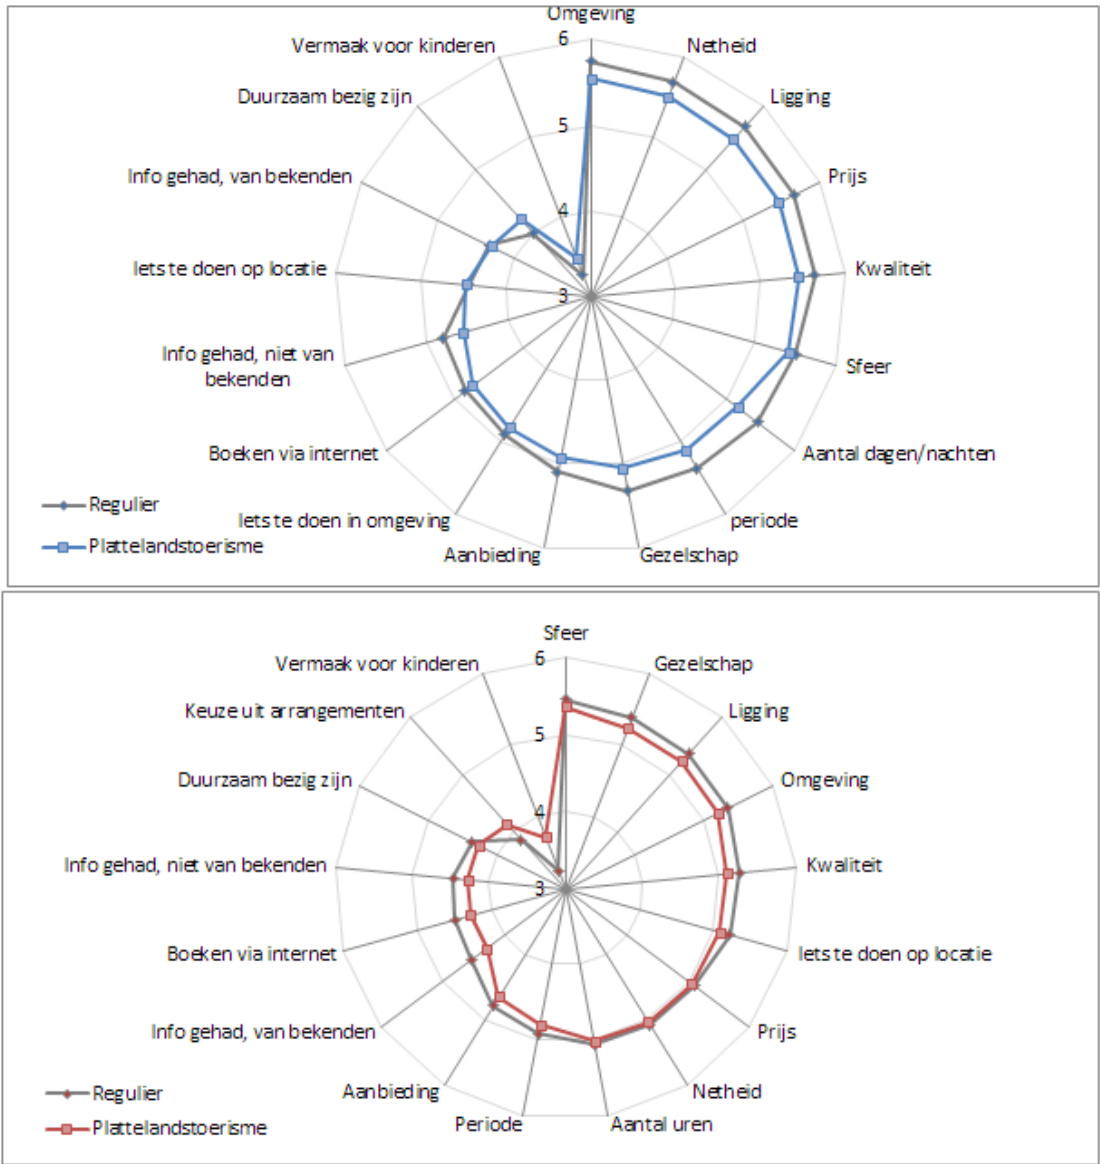 Omgeving
6
Netheid
Vermaak voor kinderen
Duurzaam bezig zijn
Ligging
5
Info gehad, van bekenden
Prijs
4
Iets te doen op locatie
Kwaliteit
3
Info gehad, niet van
bekenden
Sfeer
Boeken via internet
Aantal dagen/nachten
Regulier
Iets te doen in omgeving
periode
Plattelandstoerisme
Aanbieding
Gezelschap
Sfeer
6
Vermaak voor kinderen
Gezelschap
Keuze uit arrangementen
Ligging
5
Duurzaam bezig zijn
Omgeving
4
Info gehad, niet van bekenden
Kwaliteit
3
Boeken via internet
Iets te doen op locatie
Info gehad, van bekenden
Prijs
Regulier
Aanbieding
Netheid
Plattelandstoerisme
Periode
Aantal uren